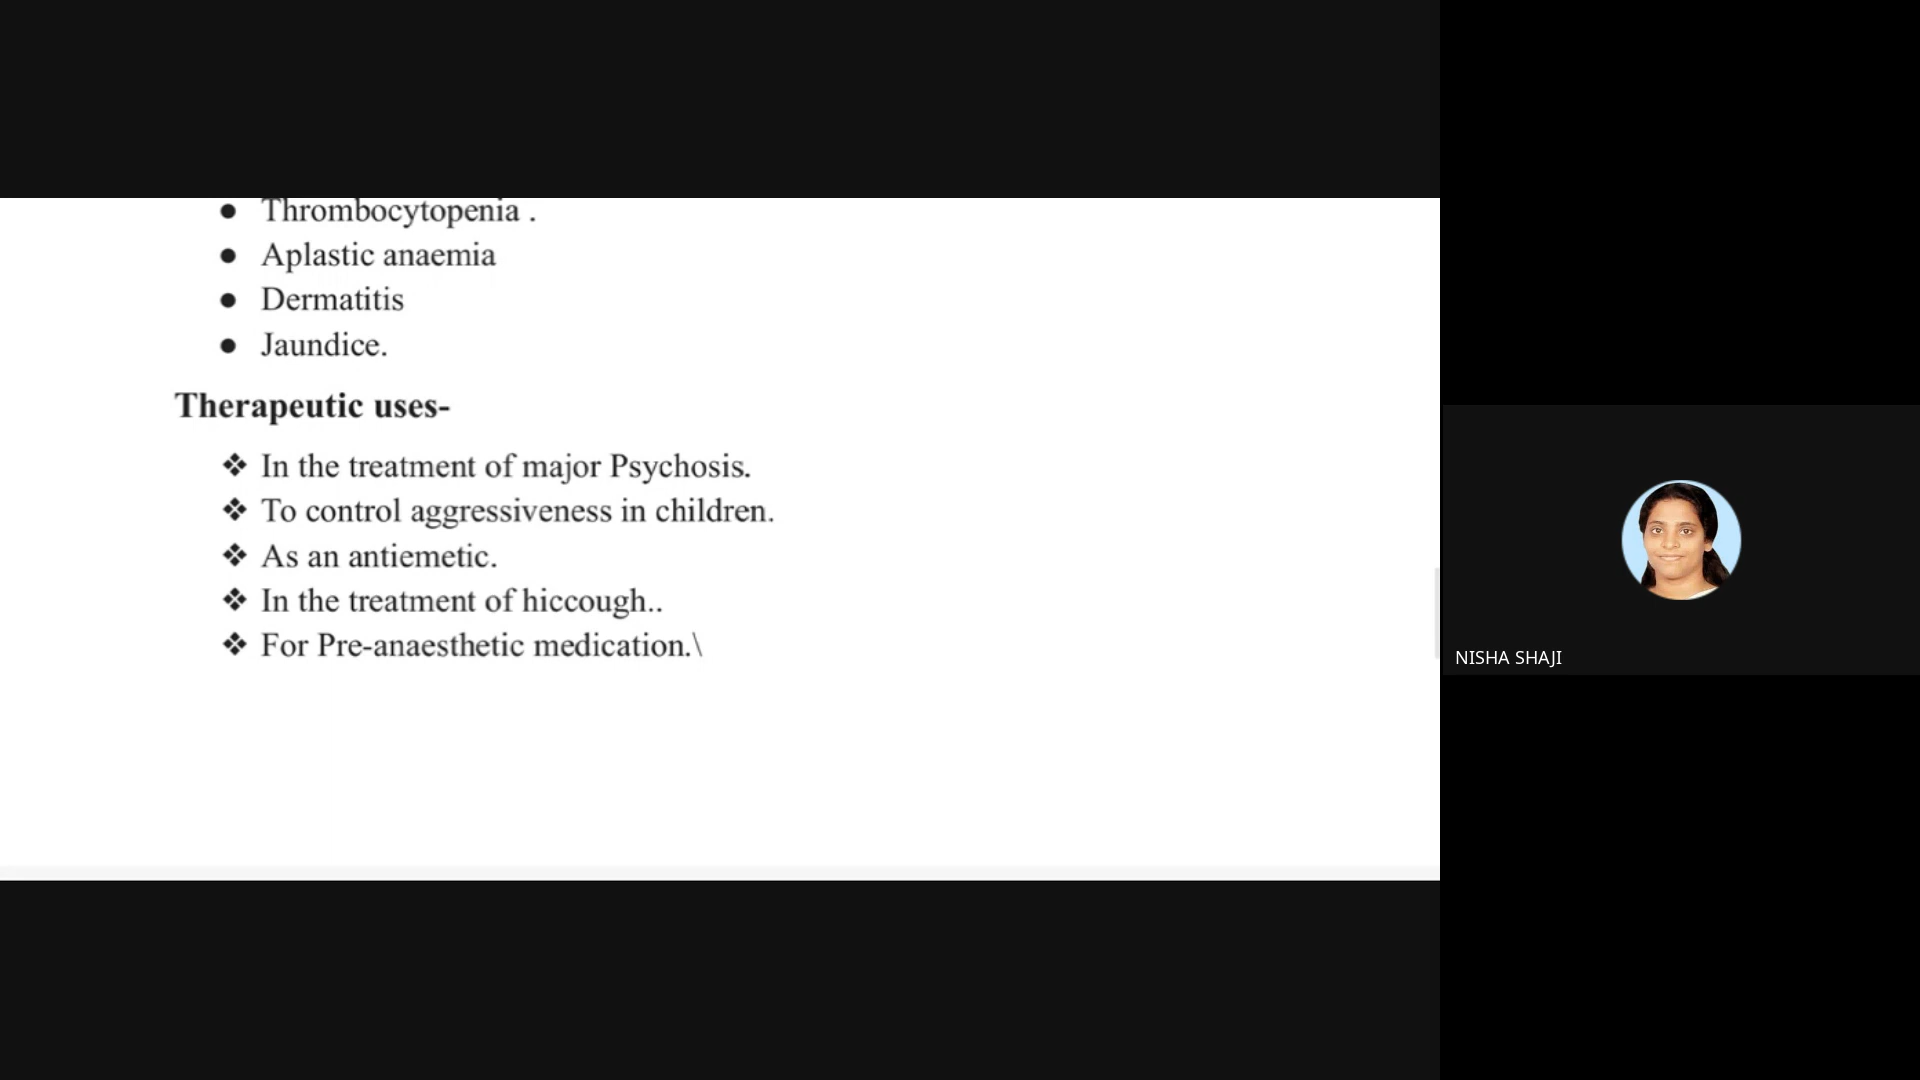 ● Thrombocytopenia .
● Aplastic anaemia
● Dermatitis
● Jaundice.
Therapeutic uses-
❖ In the treatment of major Psychosis.
❖ To control aggressiveness in children.
❖ As an antiemetic.
❖ In the treatment of hiccough..
❖ For Pre-anaesthetic medication.\
NISHA SHAJI